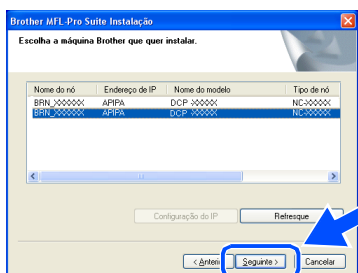 Brother MFL-Pro Suite Instalação
Escolha a máquina Brother que quer instalar.
Nome do nó Endereço de IP Nome do modelo Tipo de nó
BRN_XXXXXX APIPA DCP-XXXXX NC-XXXXX
BRN_XXXXXX APIPA DCP-XXXXX NC-XXXXX
Configuração do IP Refresque
< Anterior Seguinte > Cancelar